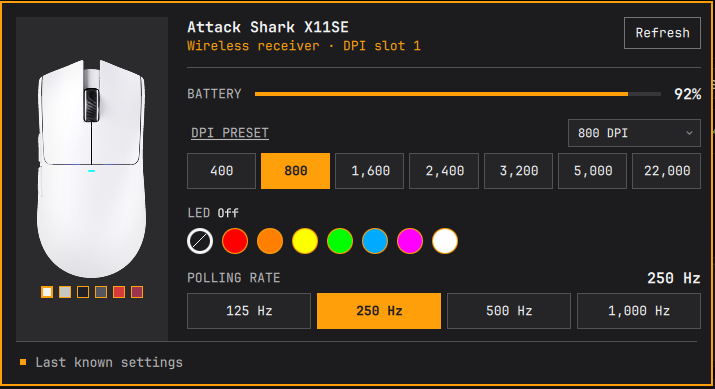 Attack Shark X11SE
Refresh
Wireless receiver · DPI slot 1
BATTERY 92%
DPI PRESET 800 DPI
400 800 1,600 2,400 3,200 5,000 22,000
LED Off
POLLING RATE 250 Hz
125 Hz 250 Hz 500 Hz 1,000 Hz
Last known settings